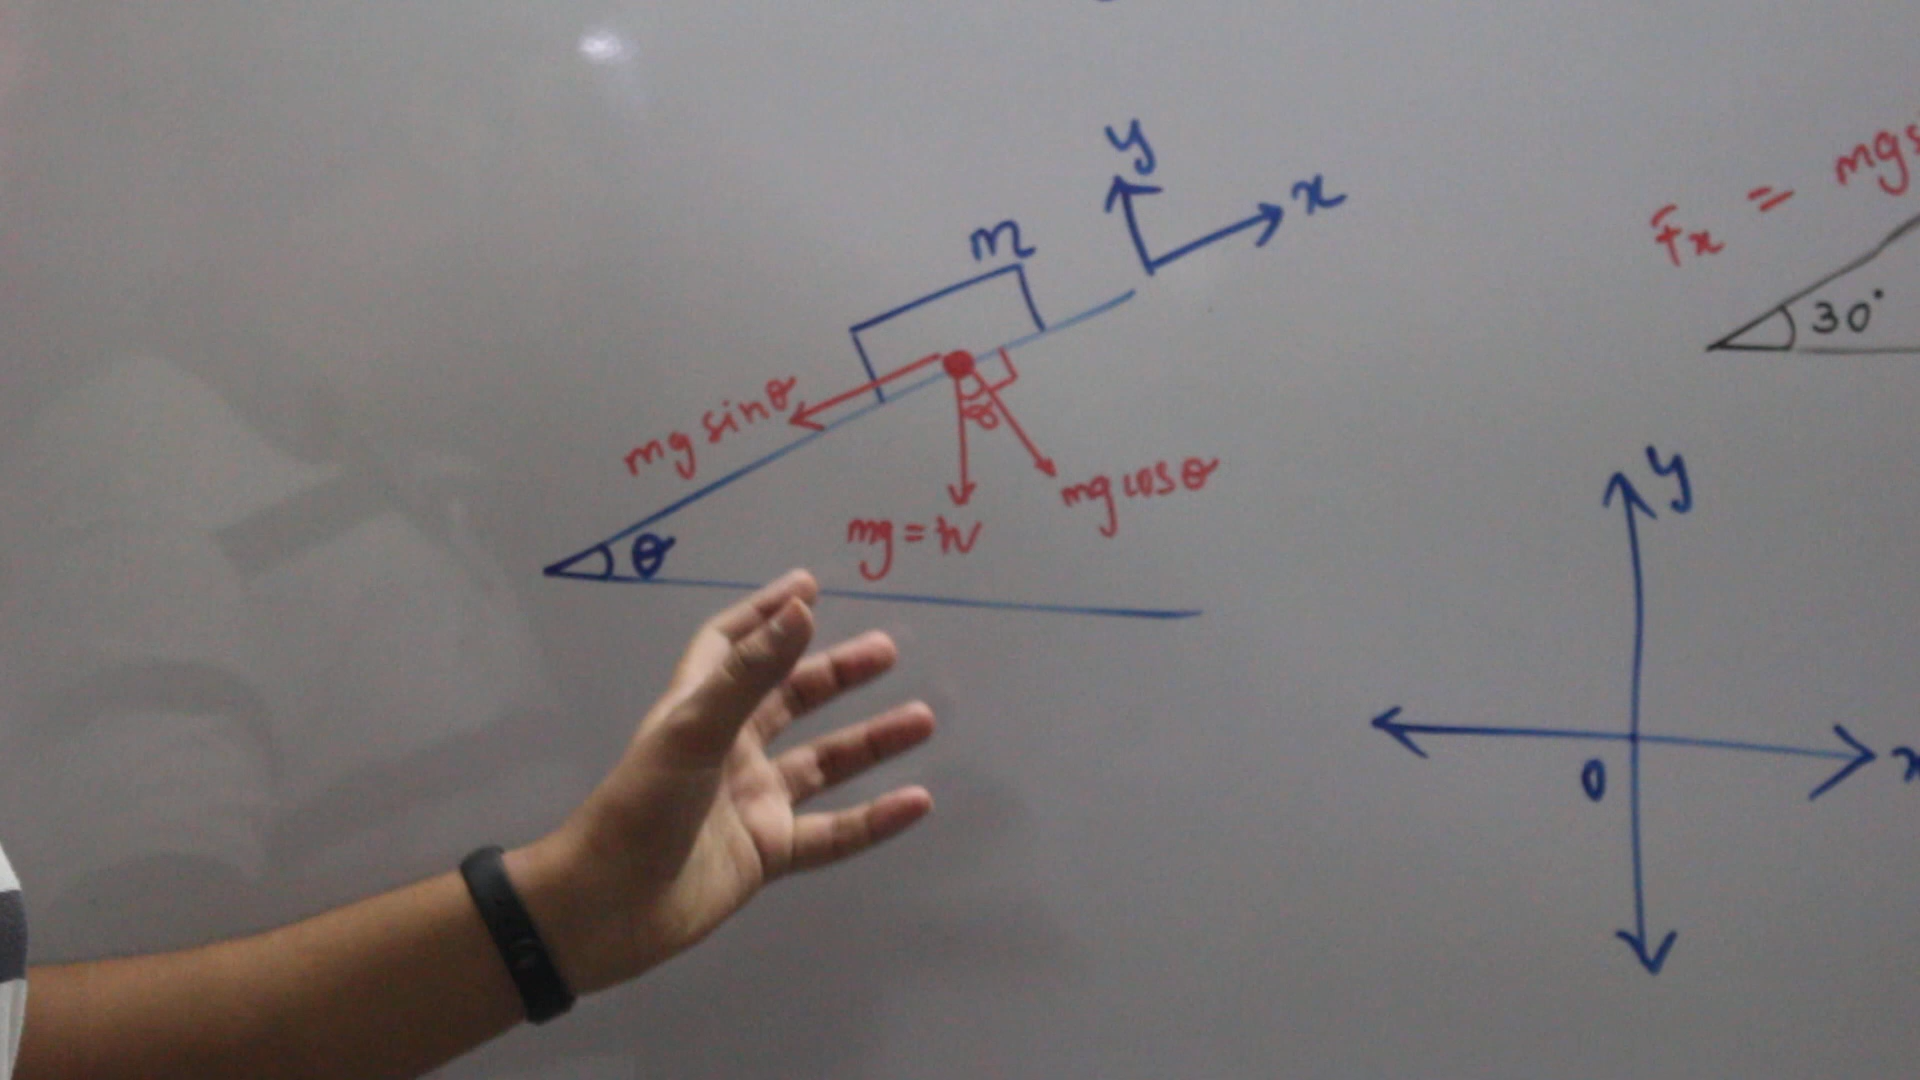 y
x
m
mg sinθ
θ
mg cosθ
mg = w
θ
Fx = mg
30°
y
0
x